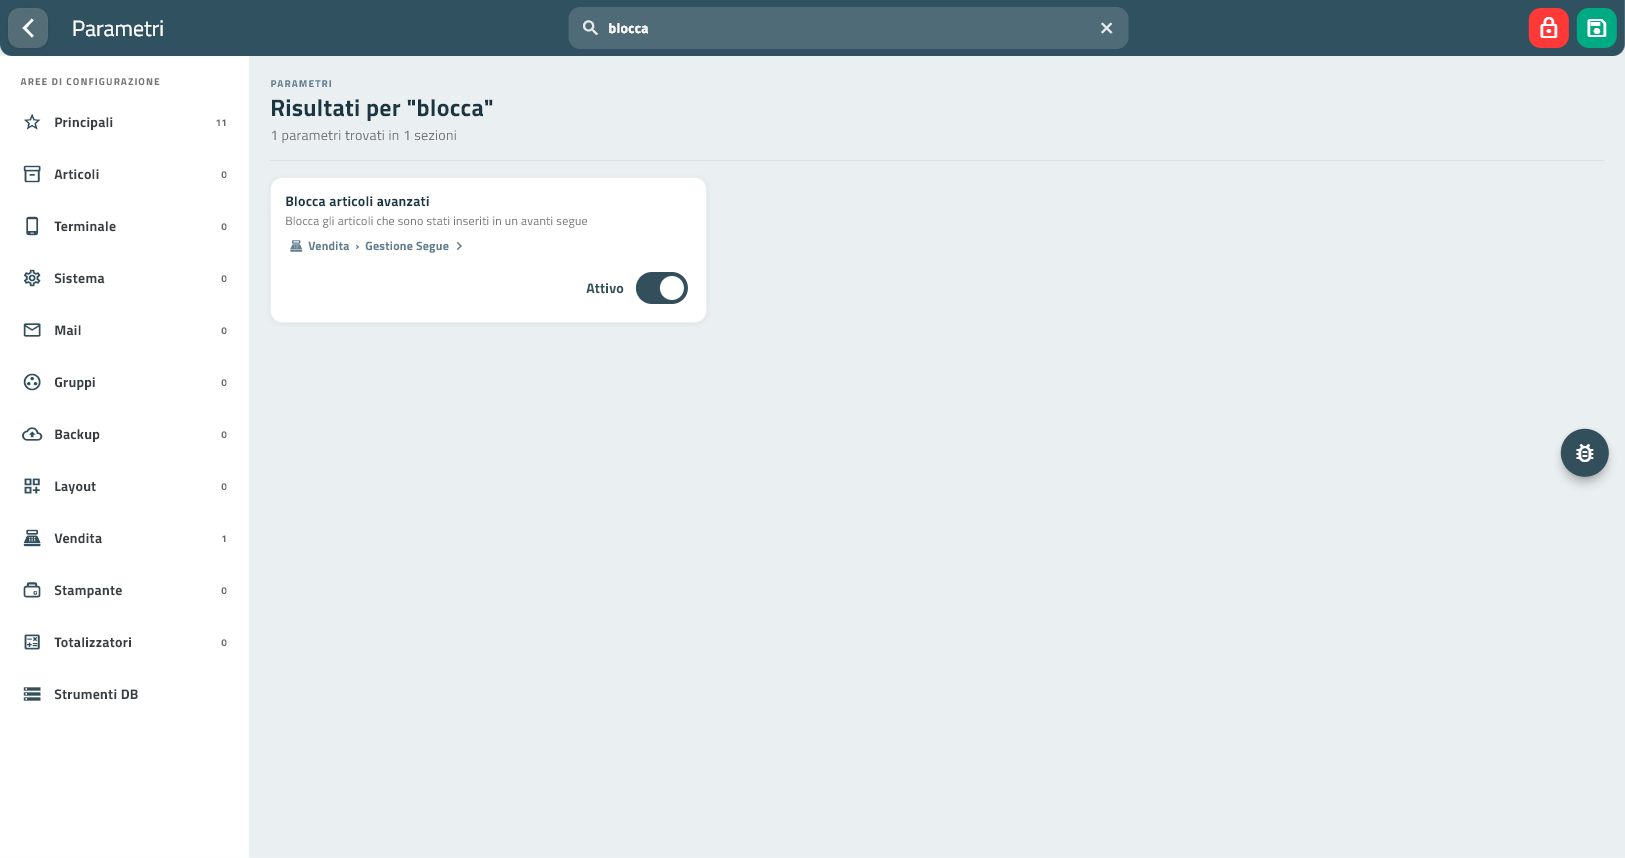 Parametri
blocca
AREE DI CONFIGURAZIONE
Principali 11
Articoli 0
Terminale 0
Sistema 0
Mail 0
Gruppi 0
Backup 0
Layout 0
Vendita 1
Stampante 0
Totalizzatori 0
Strumenti DB
PARAMETRI
Risultati per "blocca"
1 parametri trovati in 1 sezioni
Blocca articoli avanzati
Blocca gli articoli che sono stati inseriti in un avanti segue
Vendita › Gestione Segue
Attivo